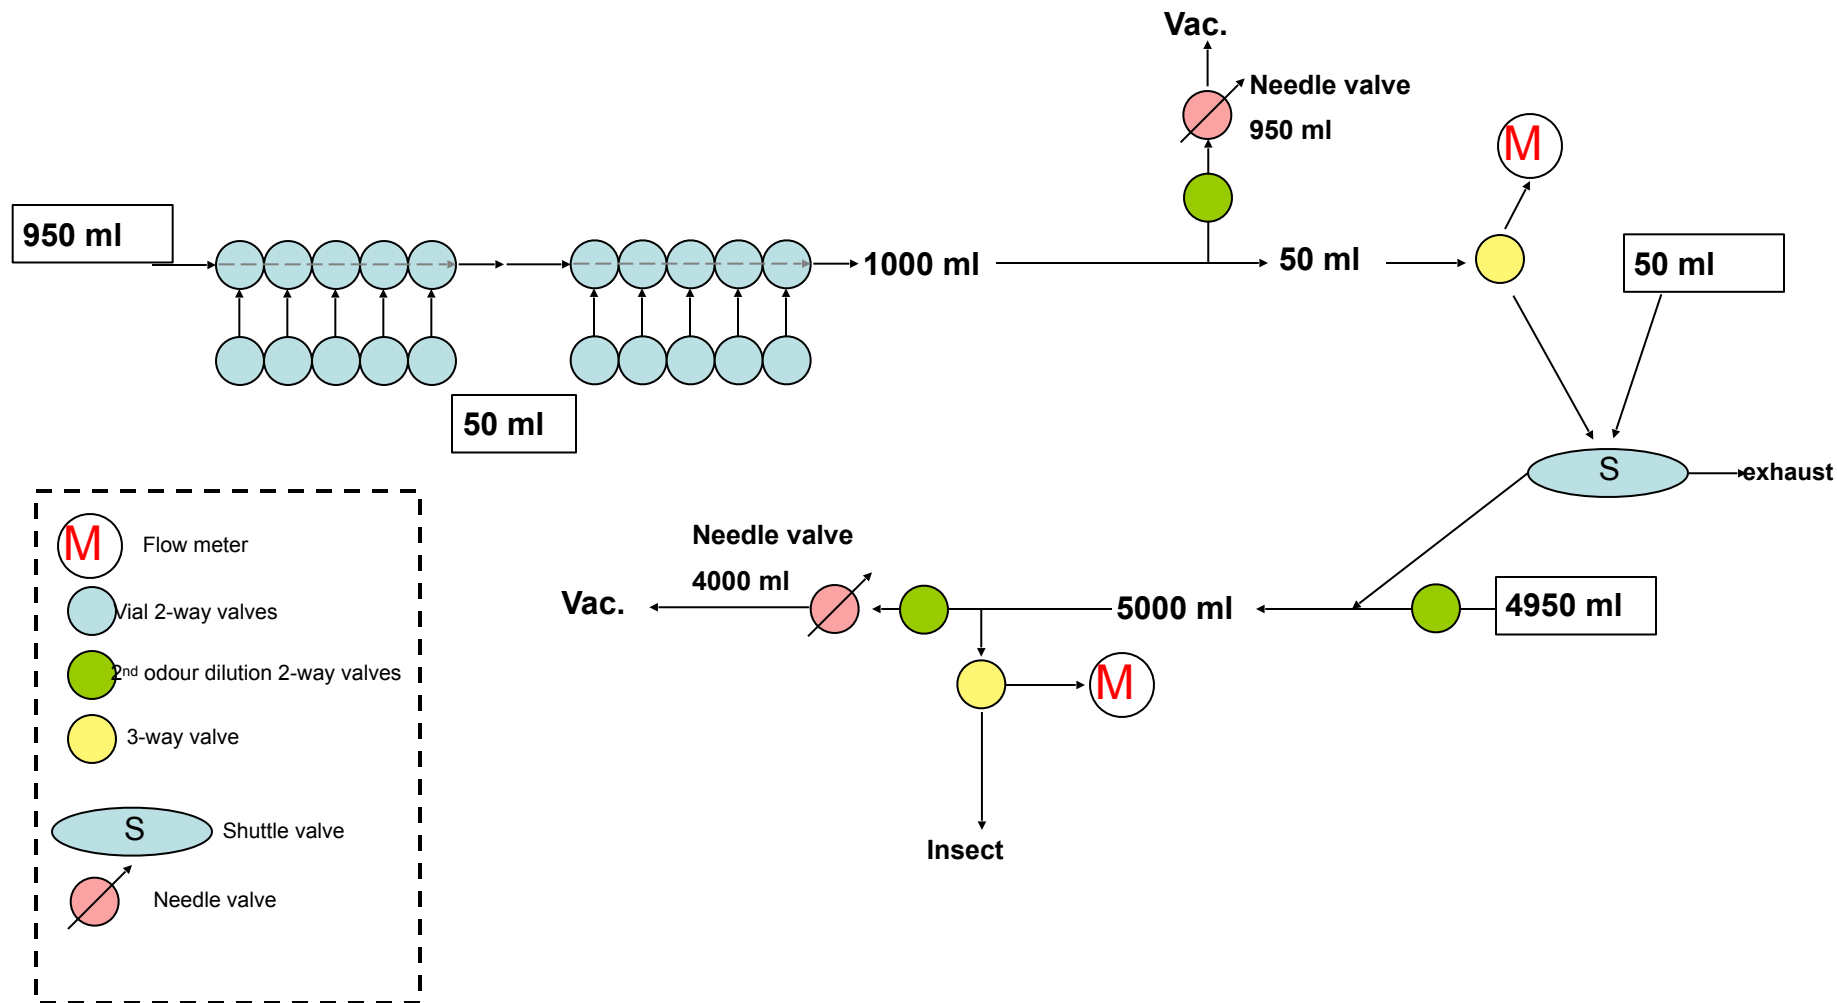 Vac.
Needle valve
950 ml
M
950 ml
1000 ml
50 ml
50 ml
50 ml
S
exhaust
Needle valve
4000 ml
Vac.
5000 ml
4950 ml
M
Insect
M
Flow meter
Vial 2-way valves
2nd odour dilution 2-way valves
3-way valve
S
Shuttle valve
Needle valve